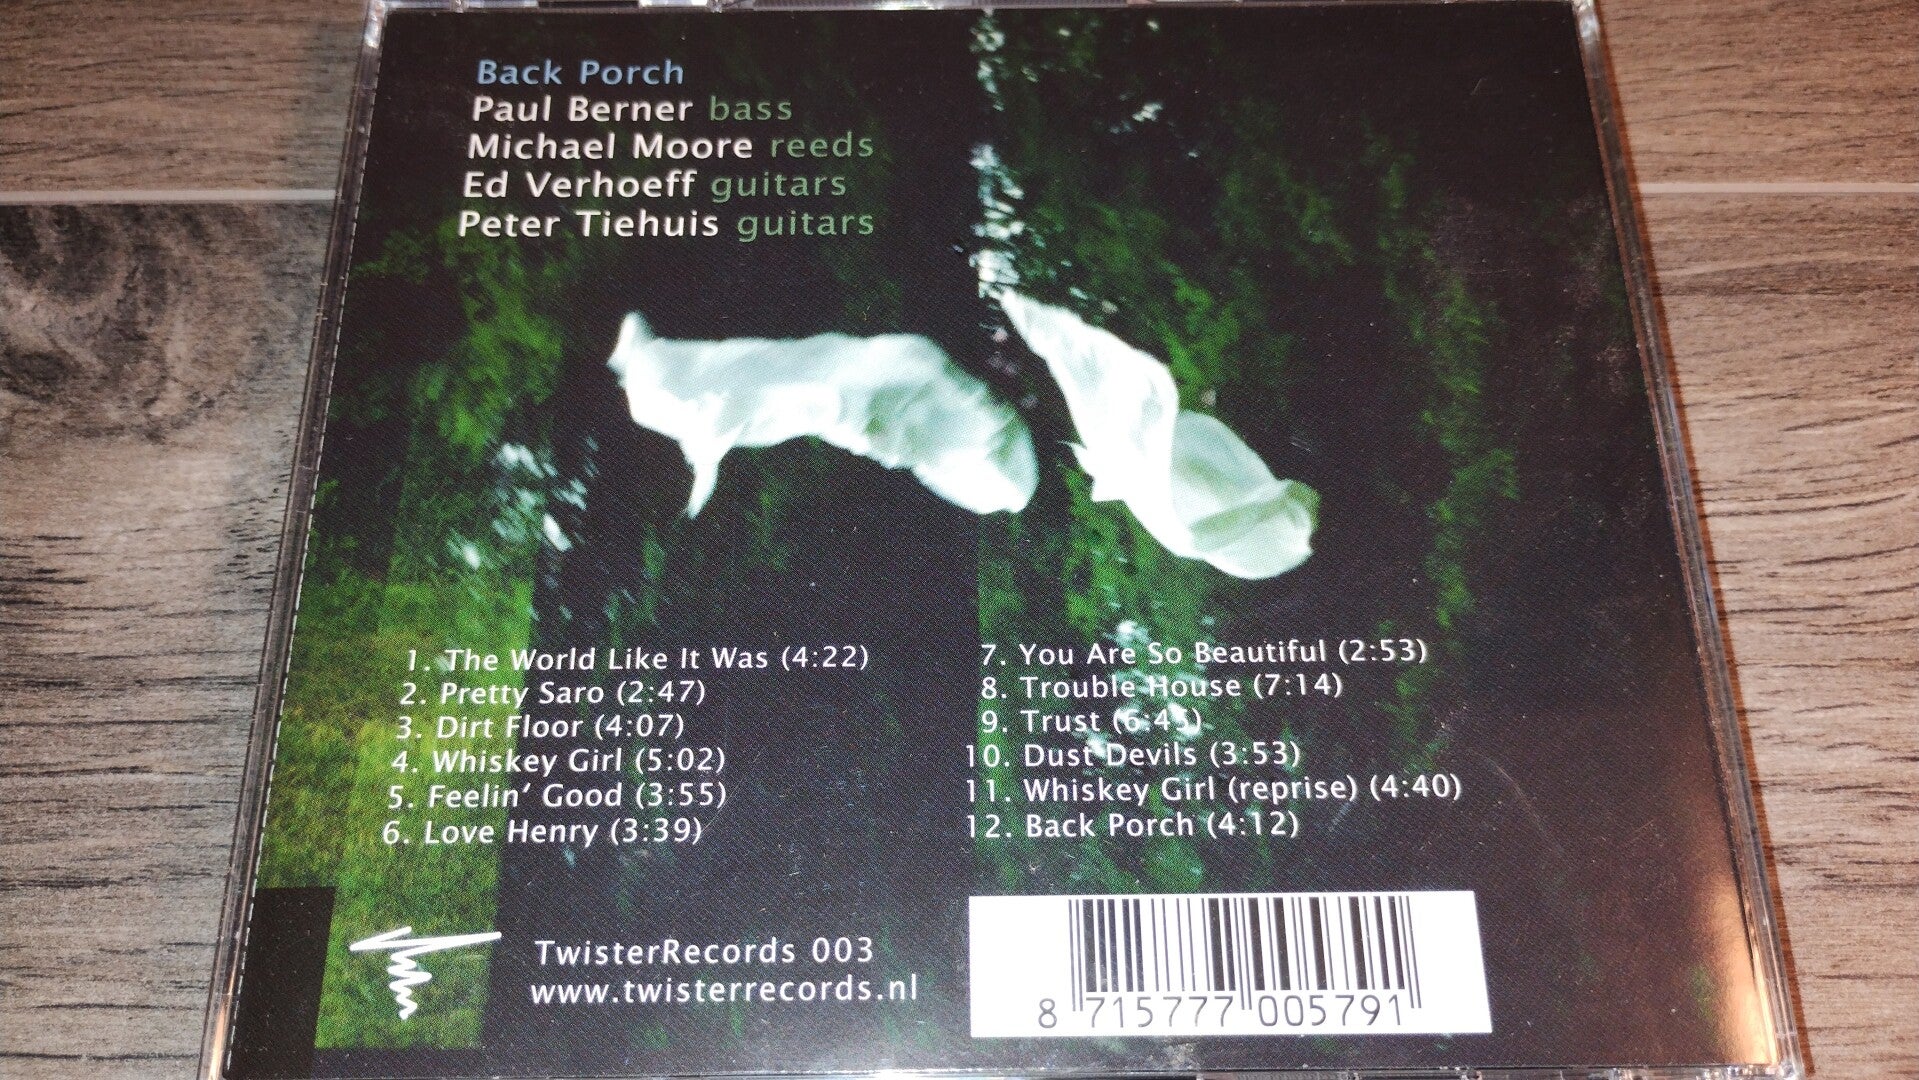 Back Porch
Paul Berner bass
Michael Moore reeds
Ed Verhoeff guitars
Peter Tiehuis guitars
1. The World Like It Was (4:22)
2. Pretty Saro (2:47)
3. Dirt Floor (4:07)
4. Whiskey Girl (5:02)
5. Feelin' Good (3:55)
6. Love Henry (3:39)
7. You Are So Beautiful (2:53)
8. Trouble House (7:14)
9. Trust (6:45)
10. Dust Devils (3:53)
11. Whiskey Girl (reprise) (4:40)
12. Back Porch (4:12)
TwisterRecords 003
www.twisterrecords.nl
8 715777 005791